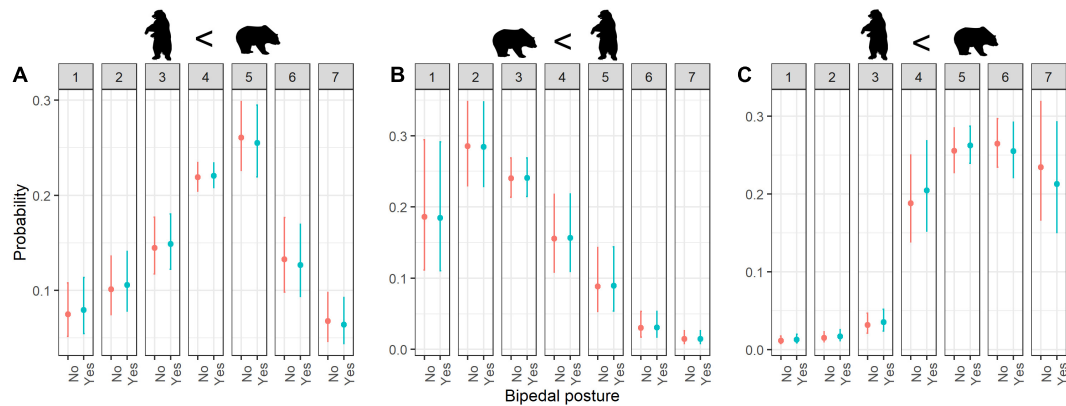 <
<
<
A
1 2 3 4 5 6 7
B
1 2 3 4 5 6 7
C
1 2 3 4 5 6 7
Probability
0.3
0.2
0.1
0.3
0.2
0.1
0.0
0.3
0.2
0.1
0.0
No Yes No Yes No Yes No Yes No Yes No Yes No Yes
No Yes No Yes No Yes No Yes No Yes No Yes No Yes
No Yes No Yes No Yes No Yes No Yes No Yes No Yes
Bipedal posture